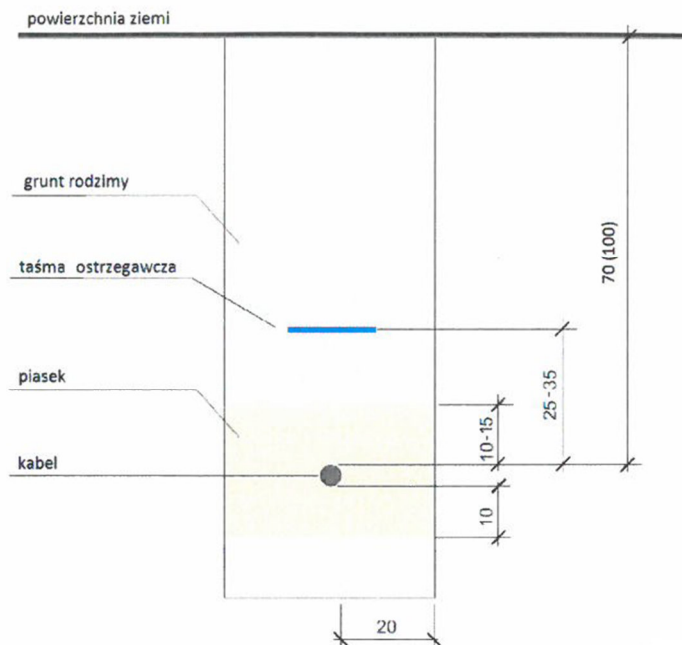 powierzchnia ziemi
grunt rodzimy
taśma ostrzegawcza
piasek
kabel
70 (100)
25-35
10-15
10
20